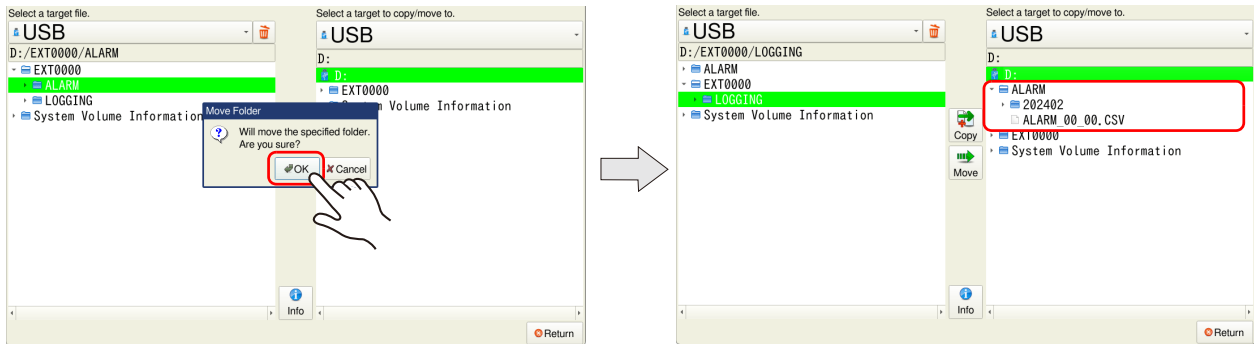 Select a target file.
USB
D:/EXT0000/ALARM
EXT0000
ALARM
LOGGING
System Volume Information
Select a target to copy/move to.
USB
D:
D:
EXT0000
System Volume Information
Move Folder
Will move the specified folder.
Are you sure?
OK
Cancel
Info
Return
Select a target file.
USB
D:/EXT0000/LOGGING
ALARM
EXT0000
LOGGING
System Volume Information
Copy
Move
Info
Select a target to copy/move to.
USB
D:
D:
ALARM
202402
ALARM_00_00.CSV
EXT0000
System Volume Information
Return